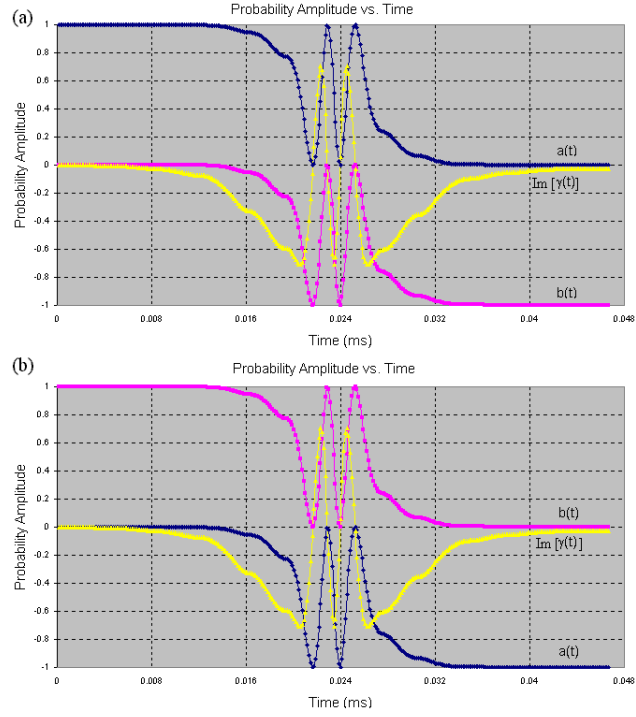 (a)
Probability Amplitude vs. Time
Probability Amplitude
1
0.8
0.6
0.4
0.2
0
-0.2
-0.4
-0.6
-0.8
-1
a(t)
Im [γ(t)]
b(t)
0 0.008 0.016 0.024 0.032 0.04 0.048
Time (ms)
(b)
Probability Amplitude vs. Time
Probability Amplitude
1
0.8
0.6
0.4
0.2
0
-0.2
-0.4
-0.6
-0.8
-1
b(t)
Im [γ(t)]
a(t)
0 0.008 0.016 0.024 0.032 0.04 0.048
Time (ms)